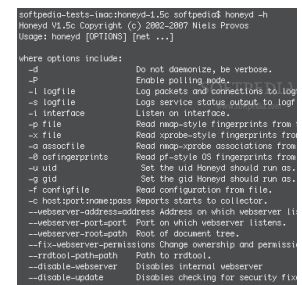 softpedia-tests-imac:honeyd-1.5c softpedia$ honeyd -h
Honeyd V1.5c Copyright (c) 2002-2007 Niels Provos
Usage: honeyd [OPTIONS] [net ...]
where options include:
-d Do not daemonize, be verbose.
-P Enable polling mode.
-l logfile Log packets and connections to logf
-s logfile Logs service status output to logf
-i interface Listen on interface.
-p file Read nmap-style fingerprints from
-x file Read xprobe-style fingerprints fro
-a assocfile Read nmap-xprobe associations from
-0 osfingerprints Read pf-style OS fingerprints from
-u uid Set the uid Honeyd should run as.
-g gid Set the gid Honeyd should run as.
-f configfile Read configuration from file.
-c host:port:name:pass Reports starts to collector.
--webserver-address=address Address on which webserver lis
--webserver-port=port Port on which webserver listens.
--webserver-root=path Root of document tree.
--fix-webserver-permissions Change ownership and permissio
--rrdtool-path=path Path to rrdtool.
--disable-webserver Disables internal webserver
--disable-update Disables checking for security fixe
SOFTPEDIA